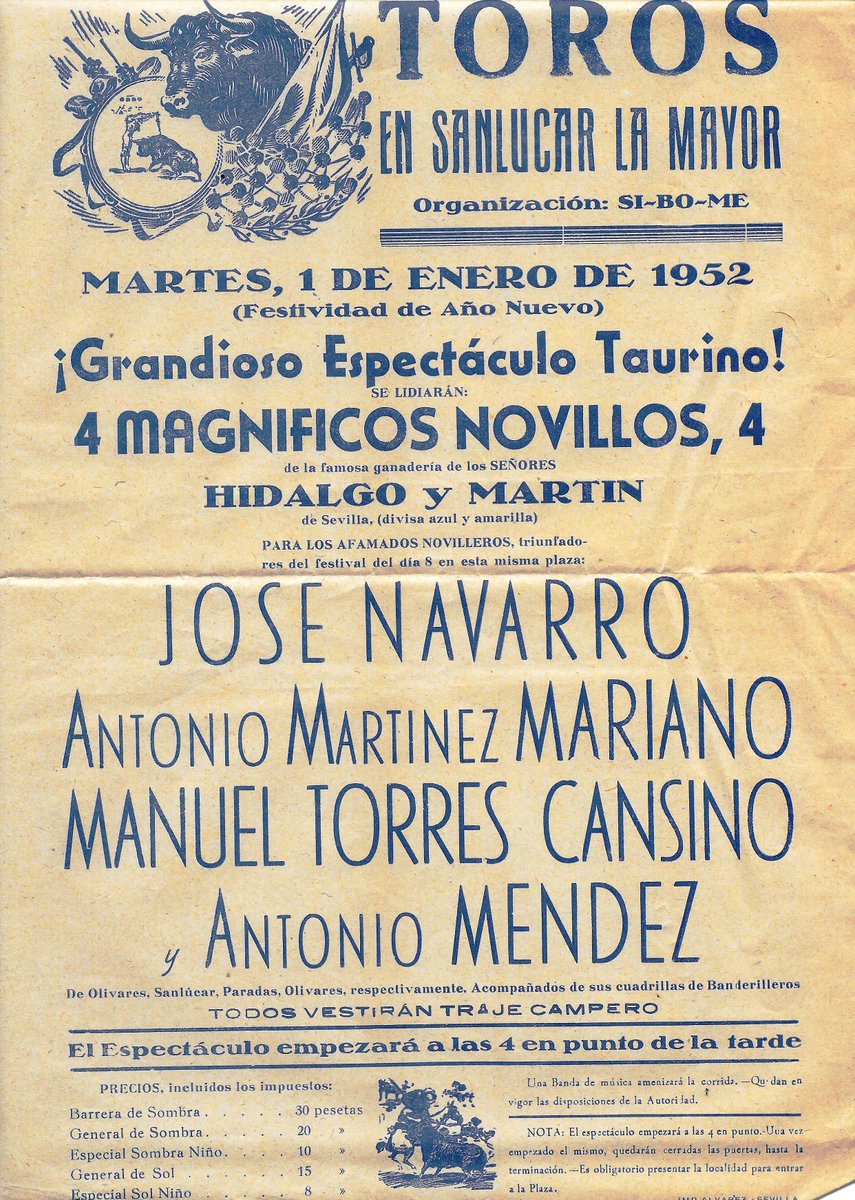 TOROS
EN SANLUCAR LA MAYOR
Organización: SI-BO-ME
MARTES, 1 DE ENERO DE 1952
(Festividad de Año Nuevo)
¡Grandioso Espectáculo Taurino!
SE LIDIARÁN:
4 MAGNIFICOS NOVILLOS, 4
de la famosa ganadería de los SEÑORES
HIDALGO y MARTIN
de Sevilla, (divisa azul y amarilla)
PARA LOS AFAMADOS NOVILLEROS, triunfado-
res del festival del día 8 en esta misma plaza:
JOSE NAVARRO
ANTONIO MARTINEZ MARIANO
MANUEL TORRES CANSINO
y ANTONIO MENDEZ
De Olivares, Sanlúcar, Paradas, Olivares, respectivamente. Acompañados de sus cuadrillas de Banderilleros
TODOS VESTIRÁN TRAJE CAMPERO
El Espectáculo empezará a las 4 en punto de la tarde
PRECIOS, incluidos los impuestos:
Barrera de Sombra . . . . . 30 pesetas
General de Sombra . . . . . 20 »
Especial Sombra Niño . . . . 10 »
General de Sol . . . . . 15 »
Especial Sol Niño . . . . . 8 »
Una Banda de música amenizará la corrida. —Qu dan en
vigor las disposiciones de la Autori lad.
NOTA: El espectáculo empezará a las 4 en punto.-Una vez
empezado el mismo, quedarán cerradas las puertas, hasta la
terminación. —Es obligatorio presentar la localidad para entrar
a la Plaza.
IMP. ALVAREZ.-SEVILLA